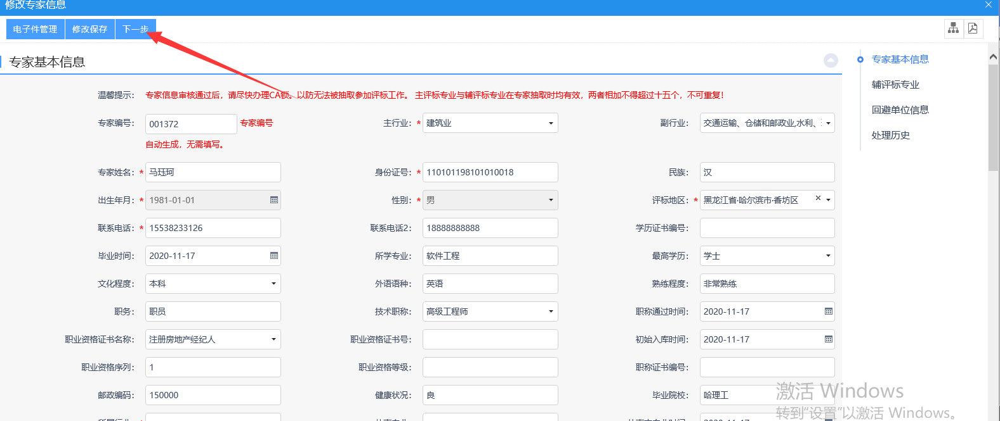 修改专家信息
电子件管理 修改保存 下一步
专家基本信息
温馨提示： 专家信息审核通过后，请尽快办理CA锁。以防无法被抽取参加评标工作。 主评标专业与辅评标专业在专家抽取时均有效，两者相加不得超过十五个，不可重复！
专家编号： 001372 专家编号
自动生成，无需填写。
主行业： * 建筑业
副行业： 交通运输、仓储和邮政业,水利、
专家姓名： * 马珏珂
身份证号： * 110101198101010018
民族： 汉
出生年月： * 1981-01-01
性别： * 男
评标地区： * 黑龙江省·哈尔滨市·香坊区
联系电话： * 15538233126
联系电话2： 18888888888
学历证书编号：
毕业时间： 2020-11-17
所学专业： 软件工程
最高学历： 学士
文化程度： 本科
外语语种： 英语
熟练程度： 非常熟练
职务： 职员
技术职称： 高级工程师
职称通过时间： 2020-11-17
职业资格证书名称： 注册房地产经纪人
职业资格证书号：
初始入库时间： 2020-11-17
职业资格序列： 1
职业资格等级：
职称证书编号：
邮政编码： 150000
健康状况： 良
毕业院校： 哈理工
专家基本信息
辅评标专业
回避单位信息
处理历史
激活 Windows
转到“设置”以激活 Windows。